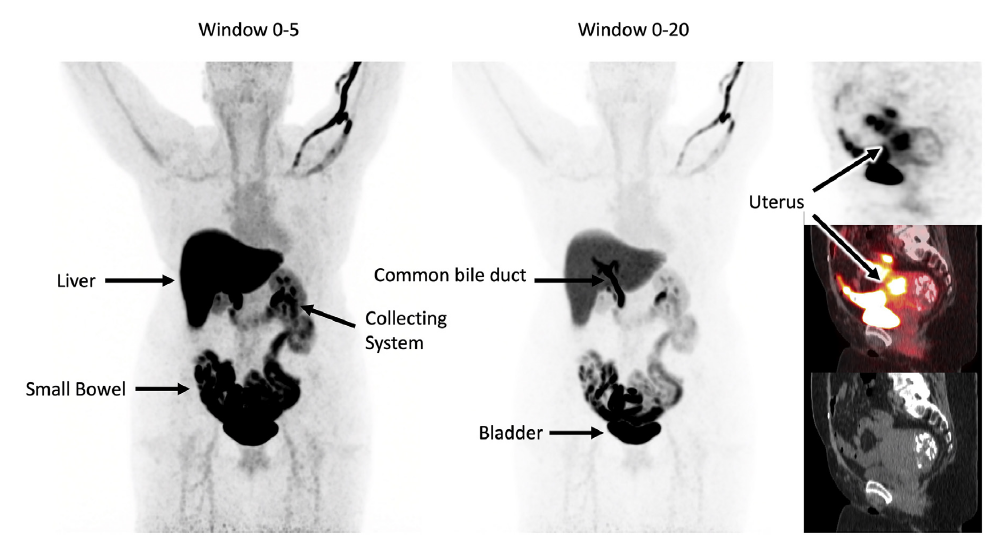 Window 0-5
Window 0-20
Uterus
Liver
Common bile duct
Collecting
System
Small Bowel
Bladder